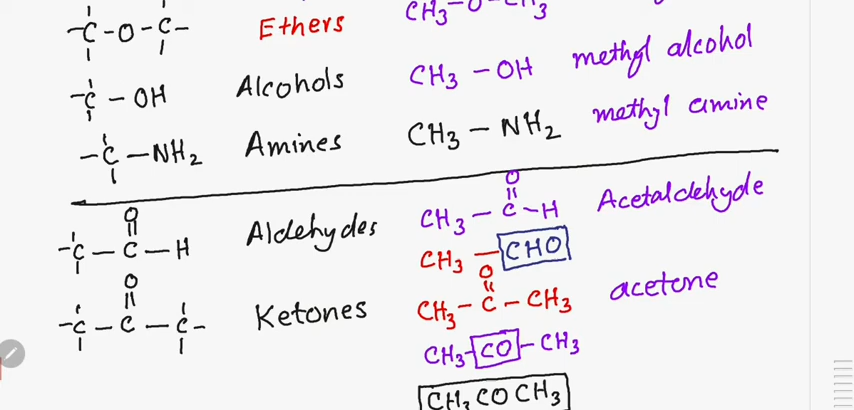 -C-O-C- Ethers CH3-O-CH3
-C-OH Alcohols CH3-OH methyl alcohol
-C-NH2 Amines CH3-NH2 methyl amine
O
O
-C-C-H Aldehydes CH3-C-H Acetaldehyde
CH3-CHO
O
O
-C-C-C- Ketones CH3-C-CH3 acetone
CH3-CO-CH3
CH3COCH3